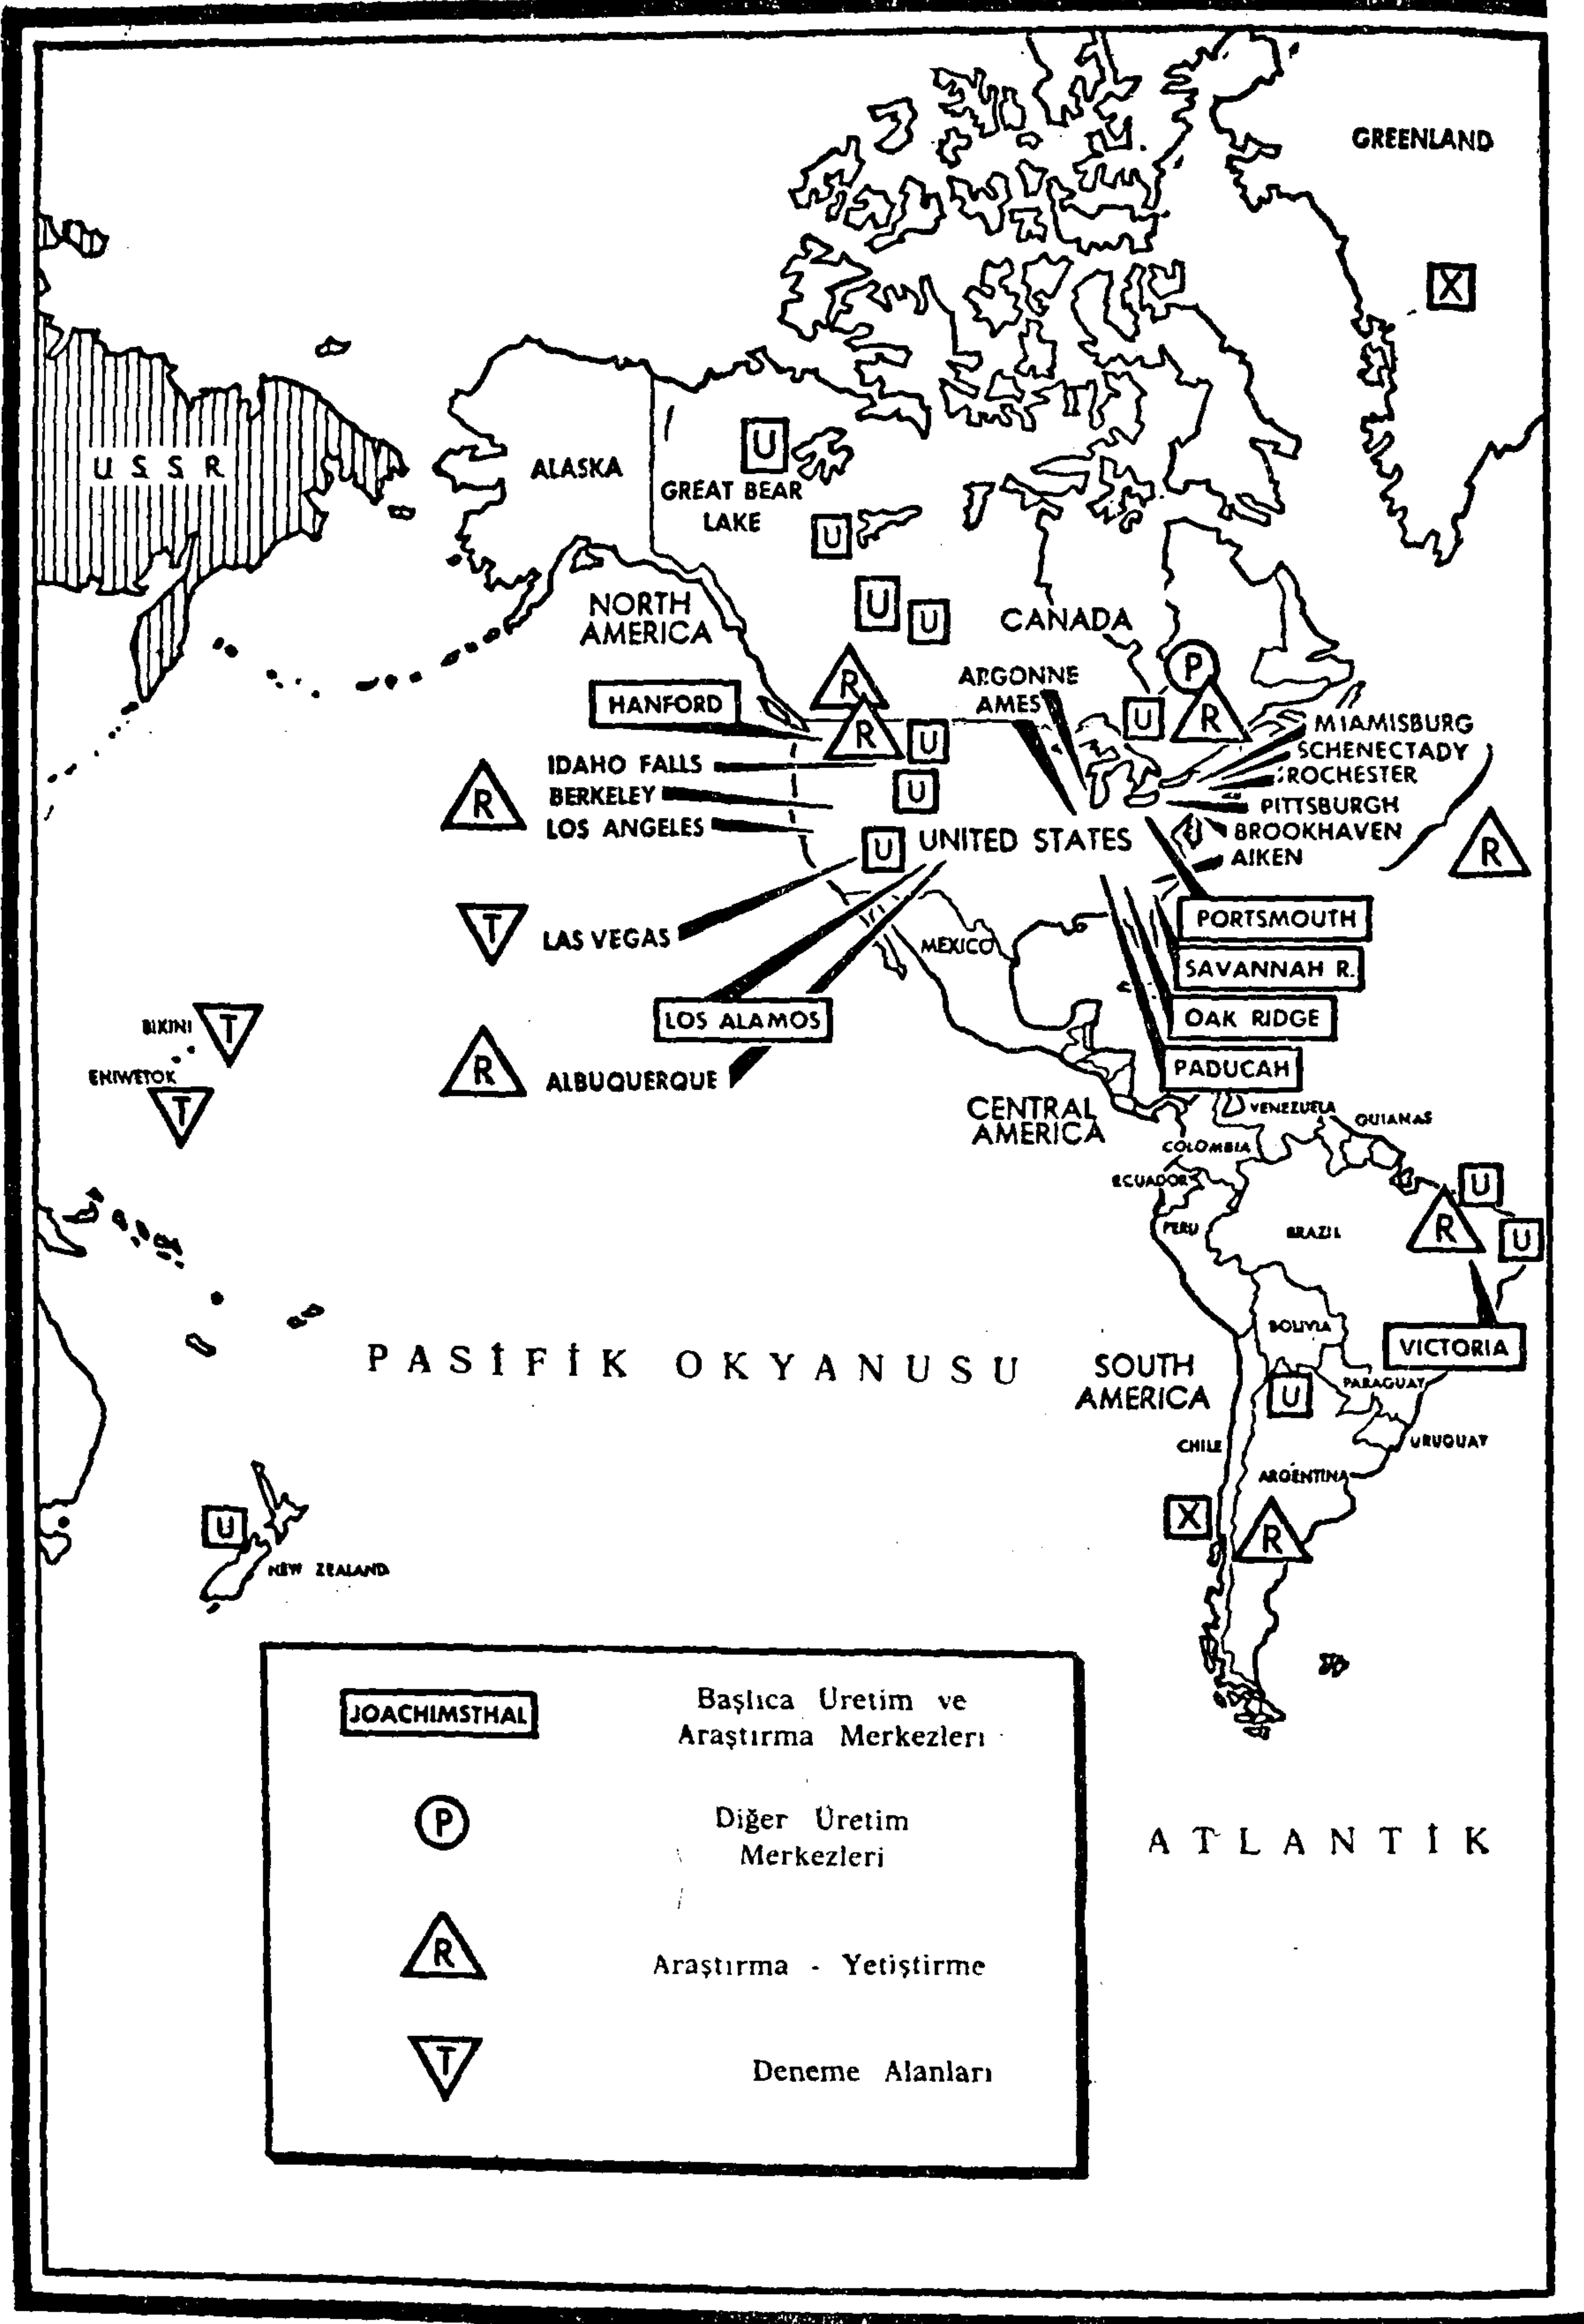 GREENLAND
X
U S S R
ALASKA
U
GREAT BEAR
LAKE
U
NORTH
AMERICA
U
U
CANADA
P
R
R
U
R
ARGONNE
AMES
HANFORD
U
MIAMISBURG
SCHENECTADY
ROCHESTER
PITTSBURGH
BROOKHAVEN
AIKEN
R
R
IDAHO FALLS
BERKELEY
LOS ANGELES
U
U
UNITED STATES
PORTSMOUTH
SAVANNAH R.
OAK RIDGE
PADUCAH
T
LAS VEGAS
MEXICO
LOS ALAMOS
BIKINI
T
ENIWETOK
T
R
ALBUQUERQUE
CENTRAL
AMERICA
VENEZUELA
GUIANAS
COLOMBIA
ECUADOR
PERU
BRAZIL
U
R
U
BOLIVIA
VICTORIA
PASİFİK OKYANUSU
SOUTH
AMERICA
PARAGUAY
U
CHILE
URUGUAY
ARGENTINA
X
R
U
NEW ZEALAND
JOACHIMSTHAL
Başlıca Üretim ve
Araştırma Merkezleri
P
Diğer Üretim
Merkezleri
R
Araştırma - Yetiştirme
T
Deneme Alanları
ATLANTİK